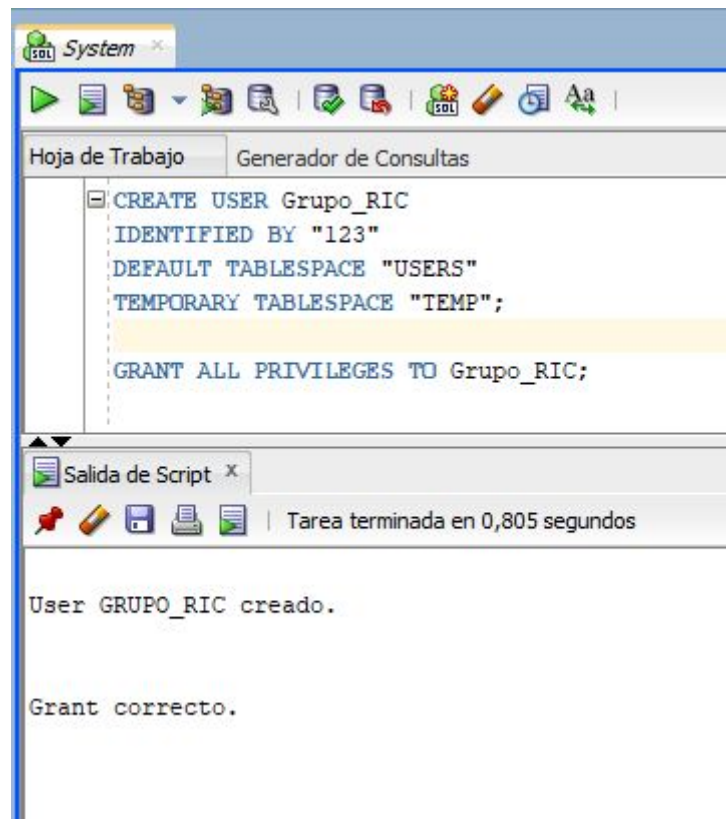 System
Hoja de Trabajo Generador de Consultas
CREATE USER Grupo_RIC
IDENTIFIED BY "123"
DEFAULT TABLESPACE "USERS"
TEMPORARY TABLESPACE "TEMP";
GRANT ALL PRIVILEGES TO Grupo_RIC;
Salida de Script x
Tarea terminada en 0,805 segundos
User GRUPO_RIC creado.
Grant correcto.